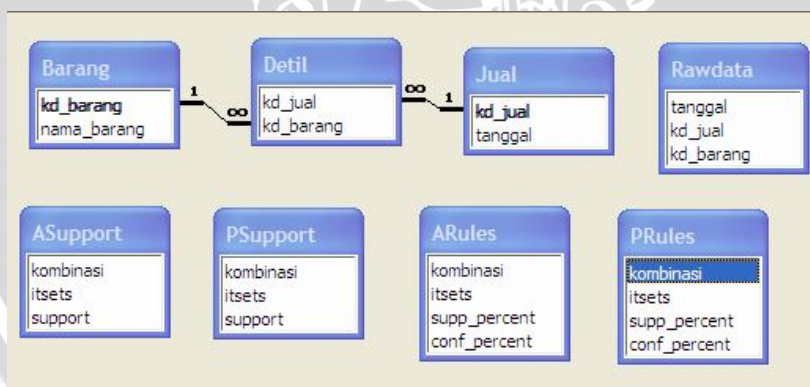 Barang
kd_barang
nama_barang
1
∞
Detil
kd_jual
kd_barang
∞
1
Jual
kd_jual
tanggal
Rawdata
tanggal
kd_jual
kd_barang
ASupport
kombinasi
itsets
support
PSupport
kombinasi
itsets
support
ARules
kombinasi
itsets
supp_percent
conf_percent
PRules
kombinasi
itsets
supp_percent
conf_percent